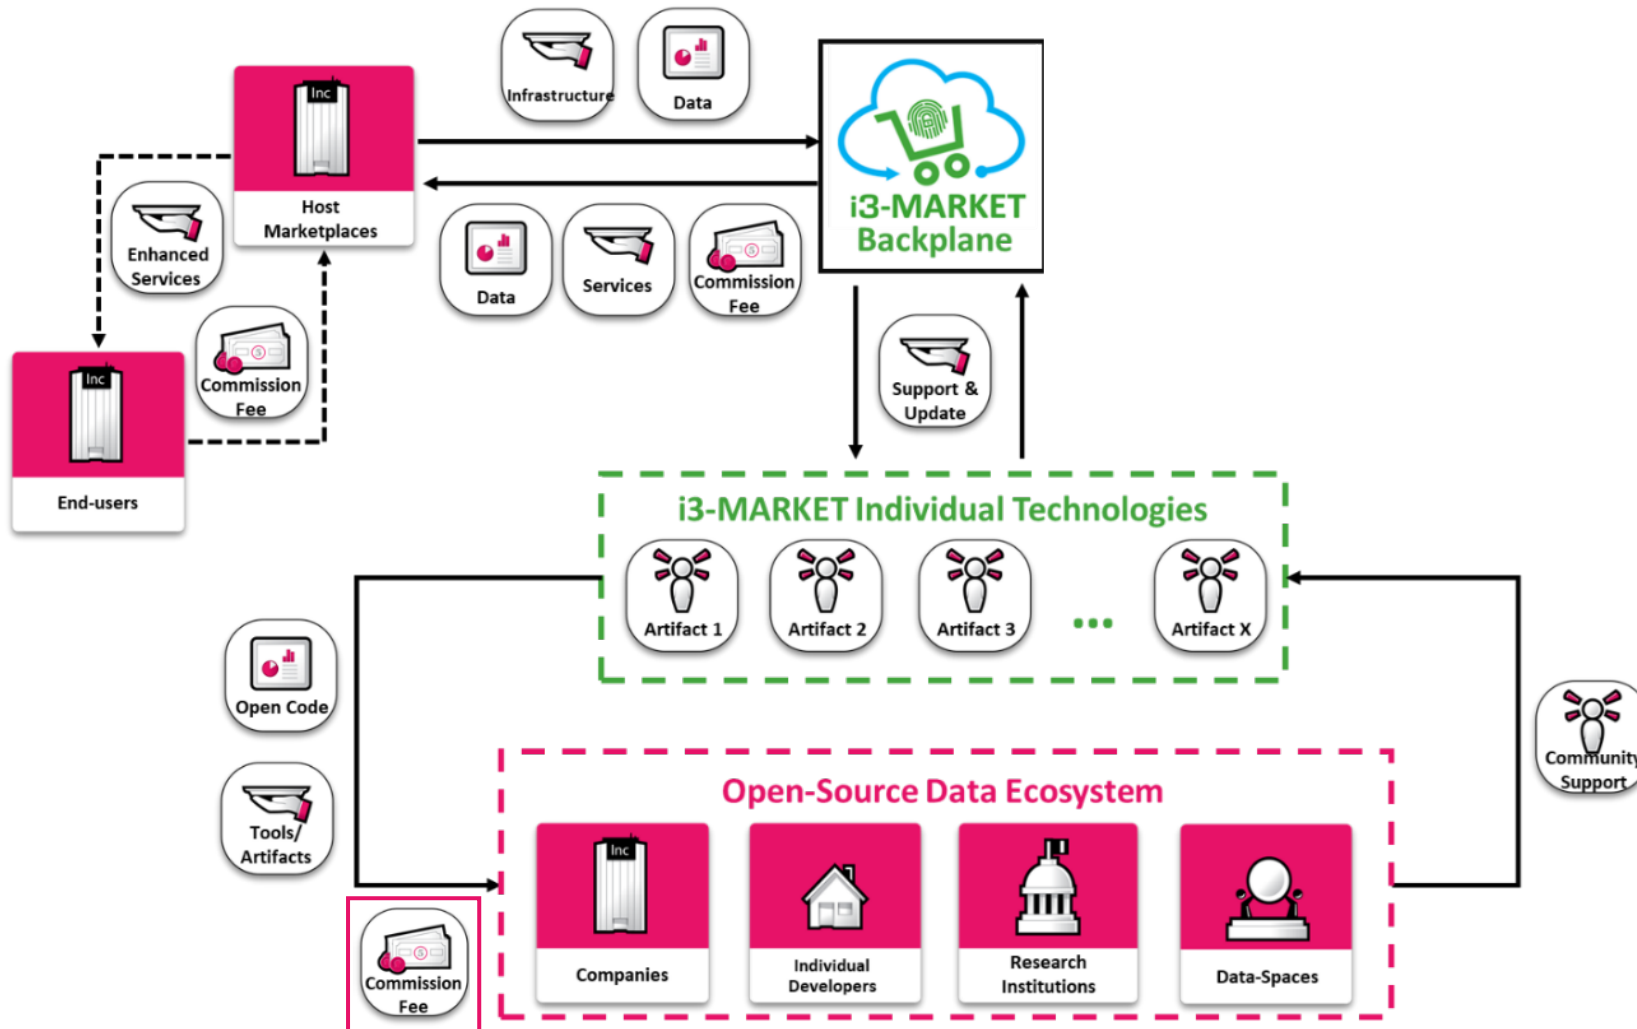 Infrastructure
Data
Inc
Host
Marketplaces
i3-MARKET
Backplane
Enhanced
Services
Data
Services
Commission
Fee
Commission
Fee
Inc
End-users
Support &
Update
i3-MARKET Individual Technologies
Artifact 1
Artifact 2
Artifact 3
...
Artifact X
Open Code
Tools/
Artifacts
Community
Support
Open-Source Data Ecosystem
Inc
Companies
Individual
Developers
Research
Institutions
Data-Spaces
Commission
Fee